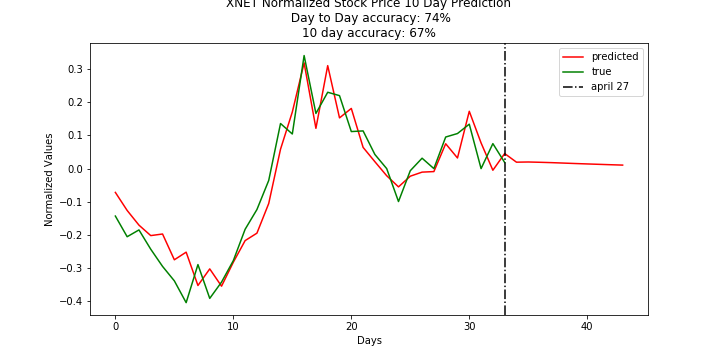 XNET Normalized Stock Price 10 Day Prediction
Day to Day accuracy: 74%
10 day accuracy: 67%
predicted
true
april 27
Normalized Values
0.3
0.2
0.1
0.0
−0.1
−0.2
−0.3
−0.4
0
10
20
30
40
Days